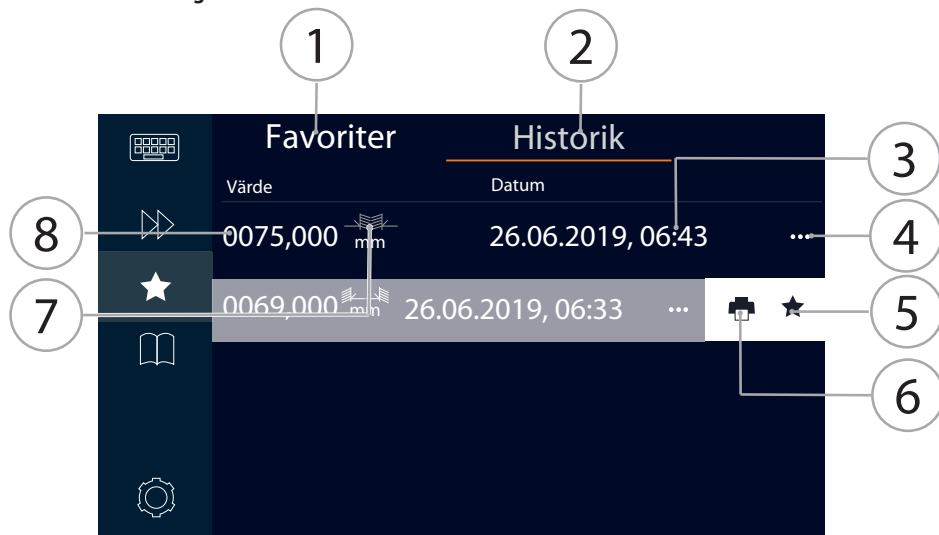 1 2
Favoriter Historik
Värde Datum
3
8 0075,000 mm 26.06.2019, 06:43 ... 4
7 0069,000 mm 26.06.2019, 06:33 ... 5
6